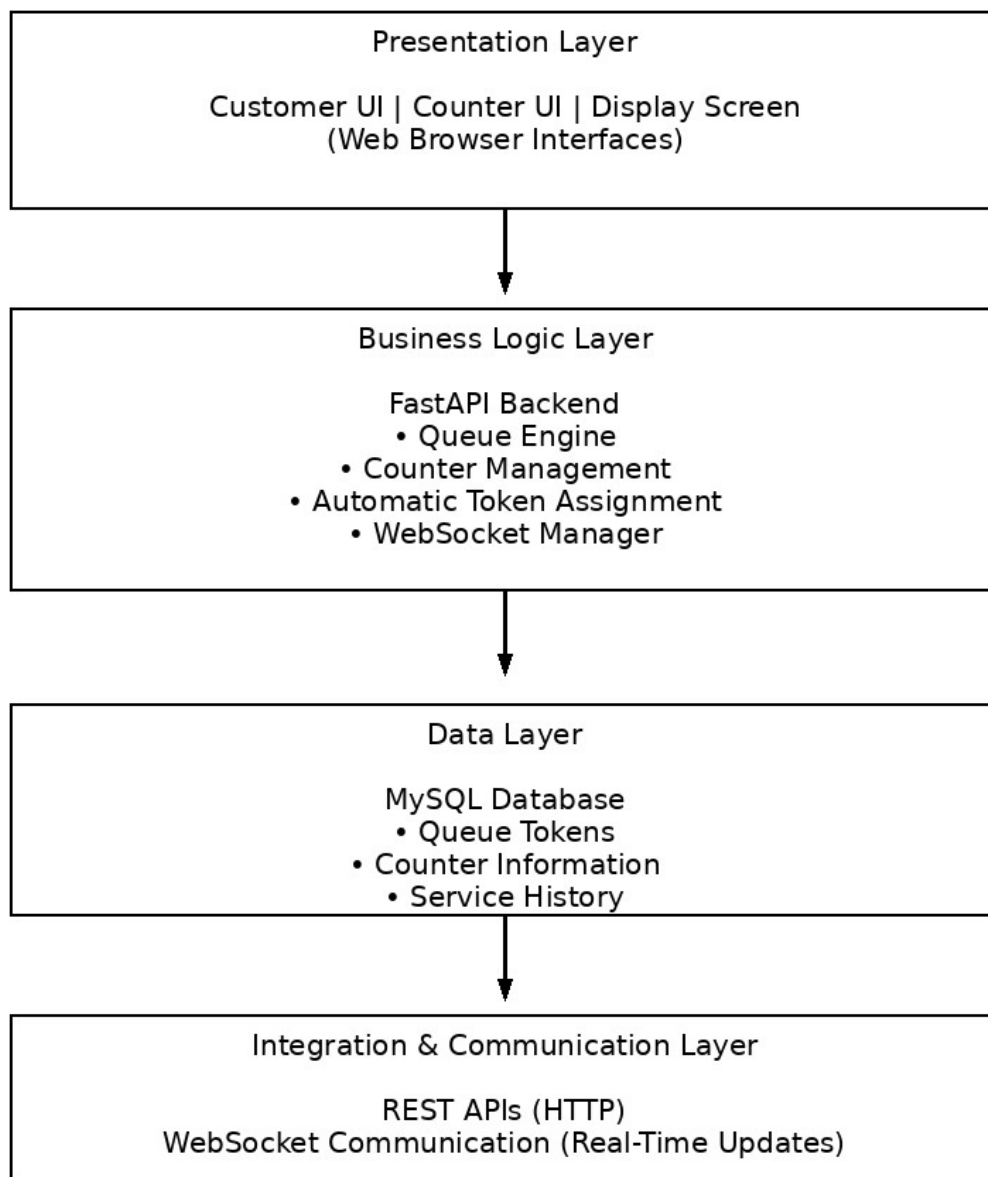 Presentation Layer
Customer UI | Counter UI | Display Screen
(Web Browser Interfaces)
Business Logic Layer
FastAPI Backend
• Queue Engine
• Counter Management
• Automatic Token Assignment
• WebSocket Manager
Data Layer
MySQL Database
• Queue Tokens
• Counter Information
• Service History
Integration & Communication Layer
REST APIs (HTTP)
WebSocket Communication (Real-Time Updates)